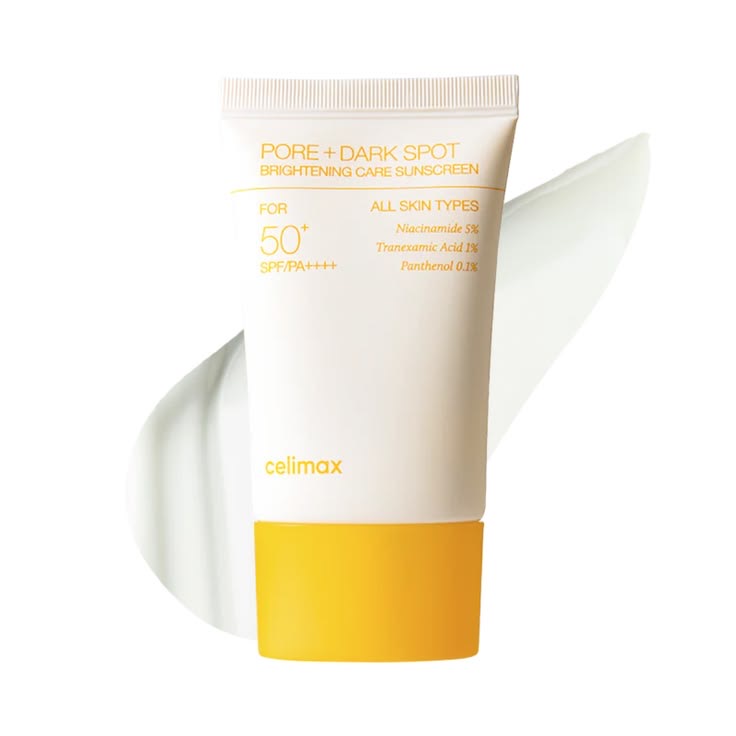 PORE + DARK SPOT
BRIGHTENING CARE SUNSCREEN
FOR
50+
SPF/PA++++
ALL SKIN TYPES
Niacinamide 5%
Tranexamic Acid 1%
Panthenol 0.1%
celimax